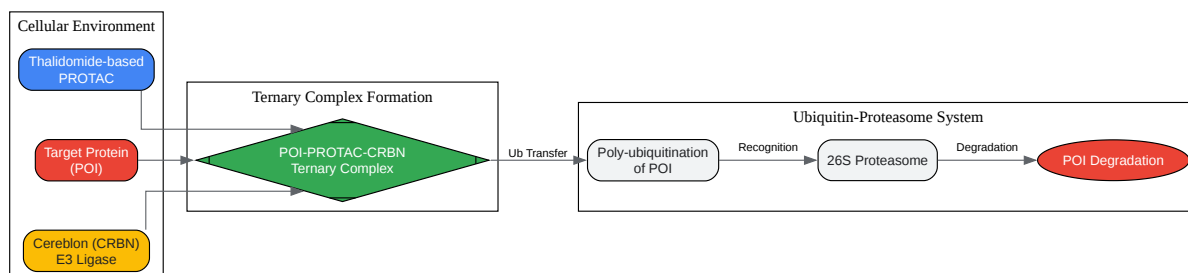 Cellular Environment
Thalidomide-based
PROTAC
Target Protein
(POI)
Cereblon (CRBN)
E3 Ligase
Ternary Complex Formation
POI-PROTAC-CRBN
Ternary Complex
Ub Transfer
Ubiquitin-Proteasome System
Poly-ubiquitination
of POI
Recognition
26S Proteasome
Degradation
POI Degradation